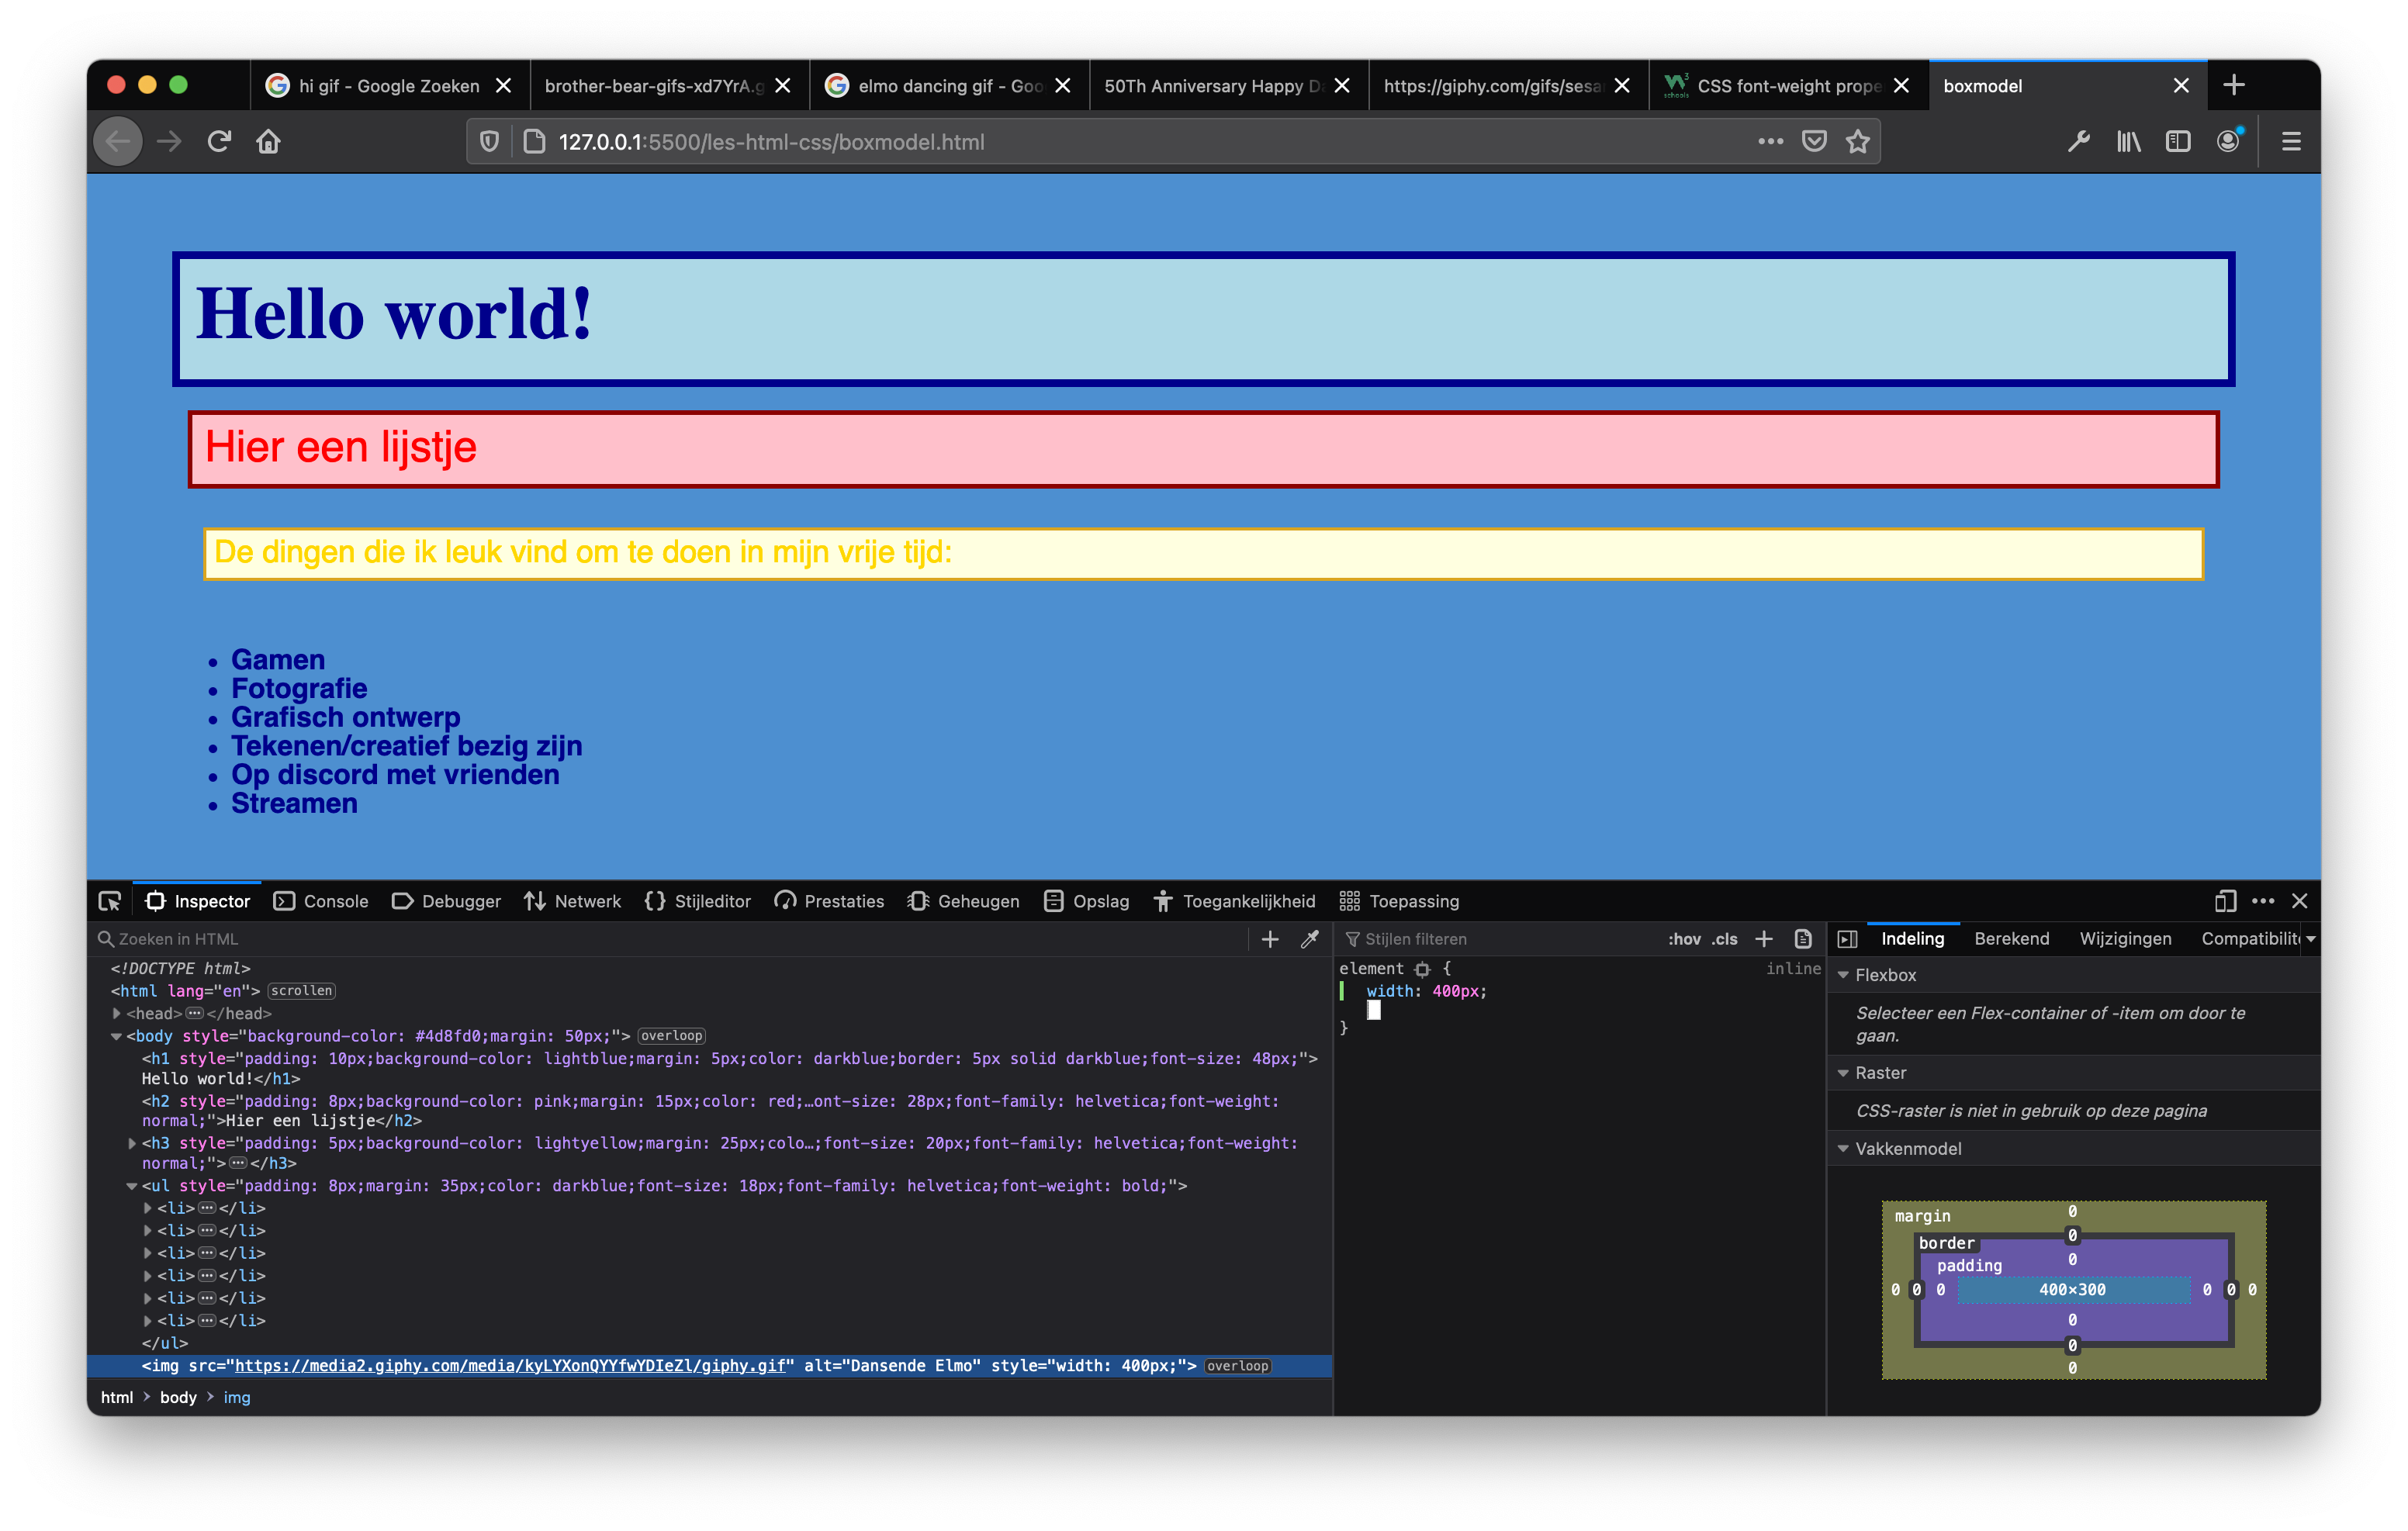 hi gif - Google Zoeken
brother-bear-gifs-xd7YrA.g
elmo dancing gif - Goo
50Th Anniversary Happy D
https://giphy.com/gifs/sesa
CSS font-weight prope
boxmodel
127.0.0.1:5500/les-html-css/boxmodel.html
Hello world!
Hier een lijstje
De dingen die ik leuk vind om te doen in mijn vrije tijd:
• Gamen
• Fotografie
• Grafisch ontwerp
• Tekenen/creatief bezig zijn
• Op discord met vrienden
• Streamen
Inspector Console Debugger Netwerk Stijleditor Prestaties Geheugen Opslag Toegankelijkheid Toepassing
Zoeken in HTML
<!DOCTYPE html>
<html lang="en"> scrollen
<head>···</head>
<body style="background-color: #4d8fd0;margin: 50px;"> overloop
<h1 style="padding: 10px;background-color: lightblue;margin: 5px;color: darkblue;border: 5px solid darkblue;font-size: 48px;">
Hello world!</h1>
<h2 style="padding: 8px;background-color: pink;margin: 15px;color: red;…ont-size: 28px;font-family: helvetica;font-weight:
normal;">Hier een lijstje</h2>
<h3 style="padding: 5px;background-color: lightyellow;margin: 25px;colo…;font-size: 20px;font-family: helvetica;font-weight:
normal;">···</h3>
<ul style="padding: 8px;margin: 35px;color: darkblue;font-size: 18px;font-family: helvetica;font-weight: bold;">
<li>···</li>
<li>···</li>
<li>···</li>
<li>···</li>
<li>···</li>
<li>···</li>
</ul>
<img src="https://media2.giphy.com/media/kyLYXonQYYfwYDIeZl/giphy.gif" alt="Dansende Elmo" style="width: 400px;"> overloop
html > body > img
Stijlen filteren :hov .cls
element { inline
width: 400px;
}
Indeling Berekend Wijzigingen Compatibilit
Flexbox
Selecteer een Flex-container of -item om door te
gaan.
Raster
CSS-raster is niet in gebruik op deze pagina
Vakkenmodel
margin 0
border 0
padding 0
0 0 0 400×300 0 0 0
0
0
0